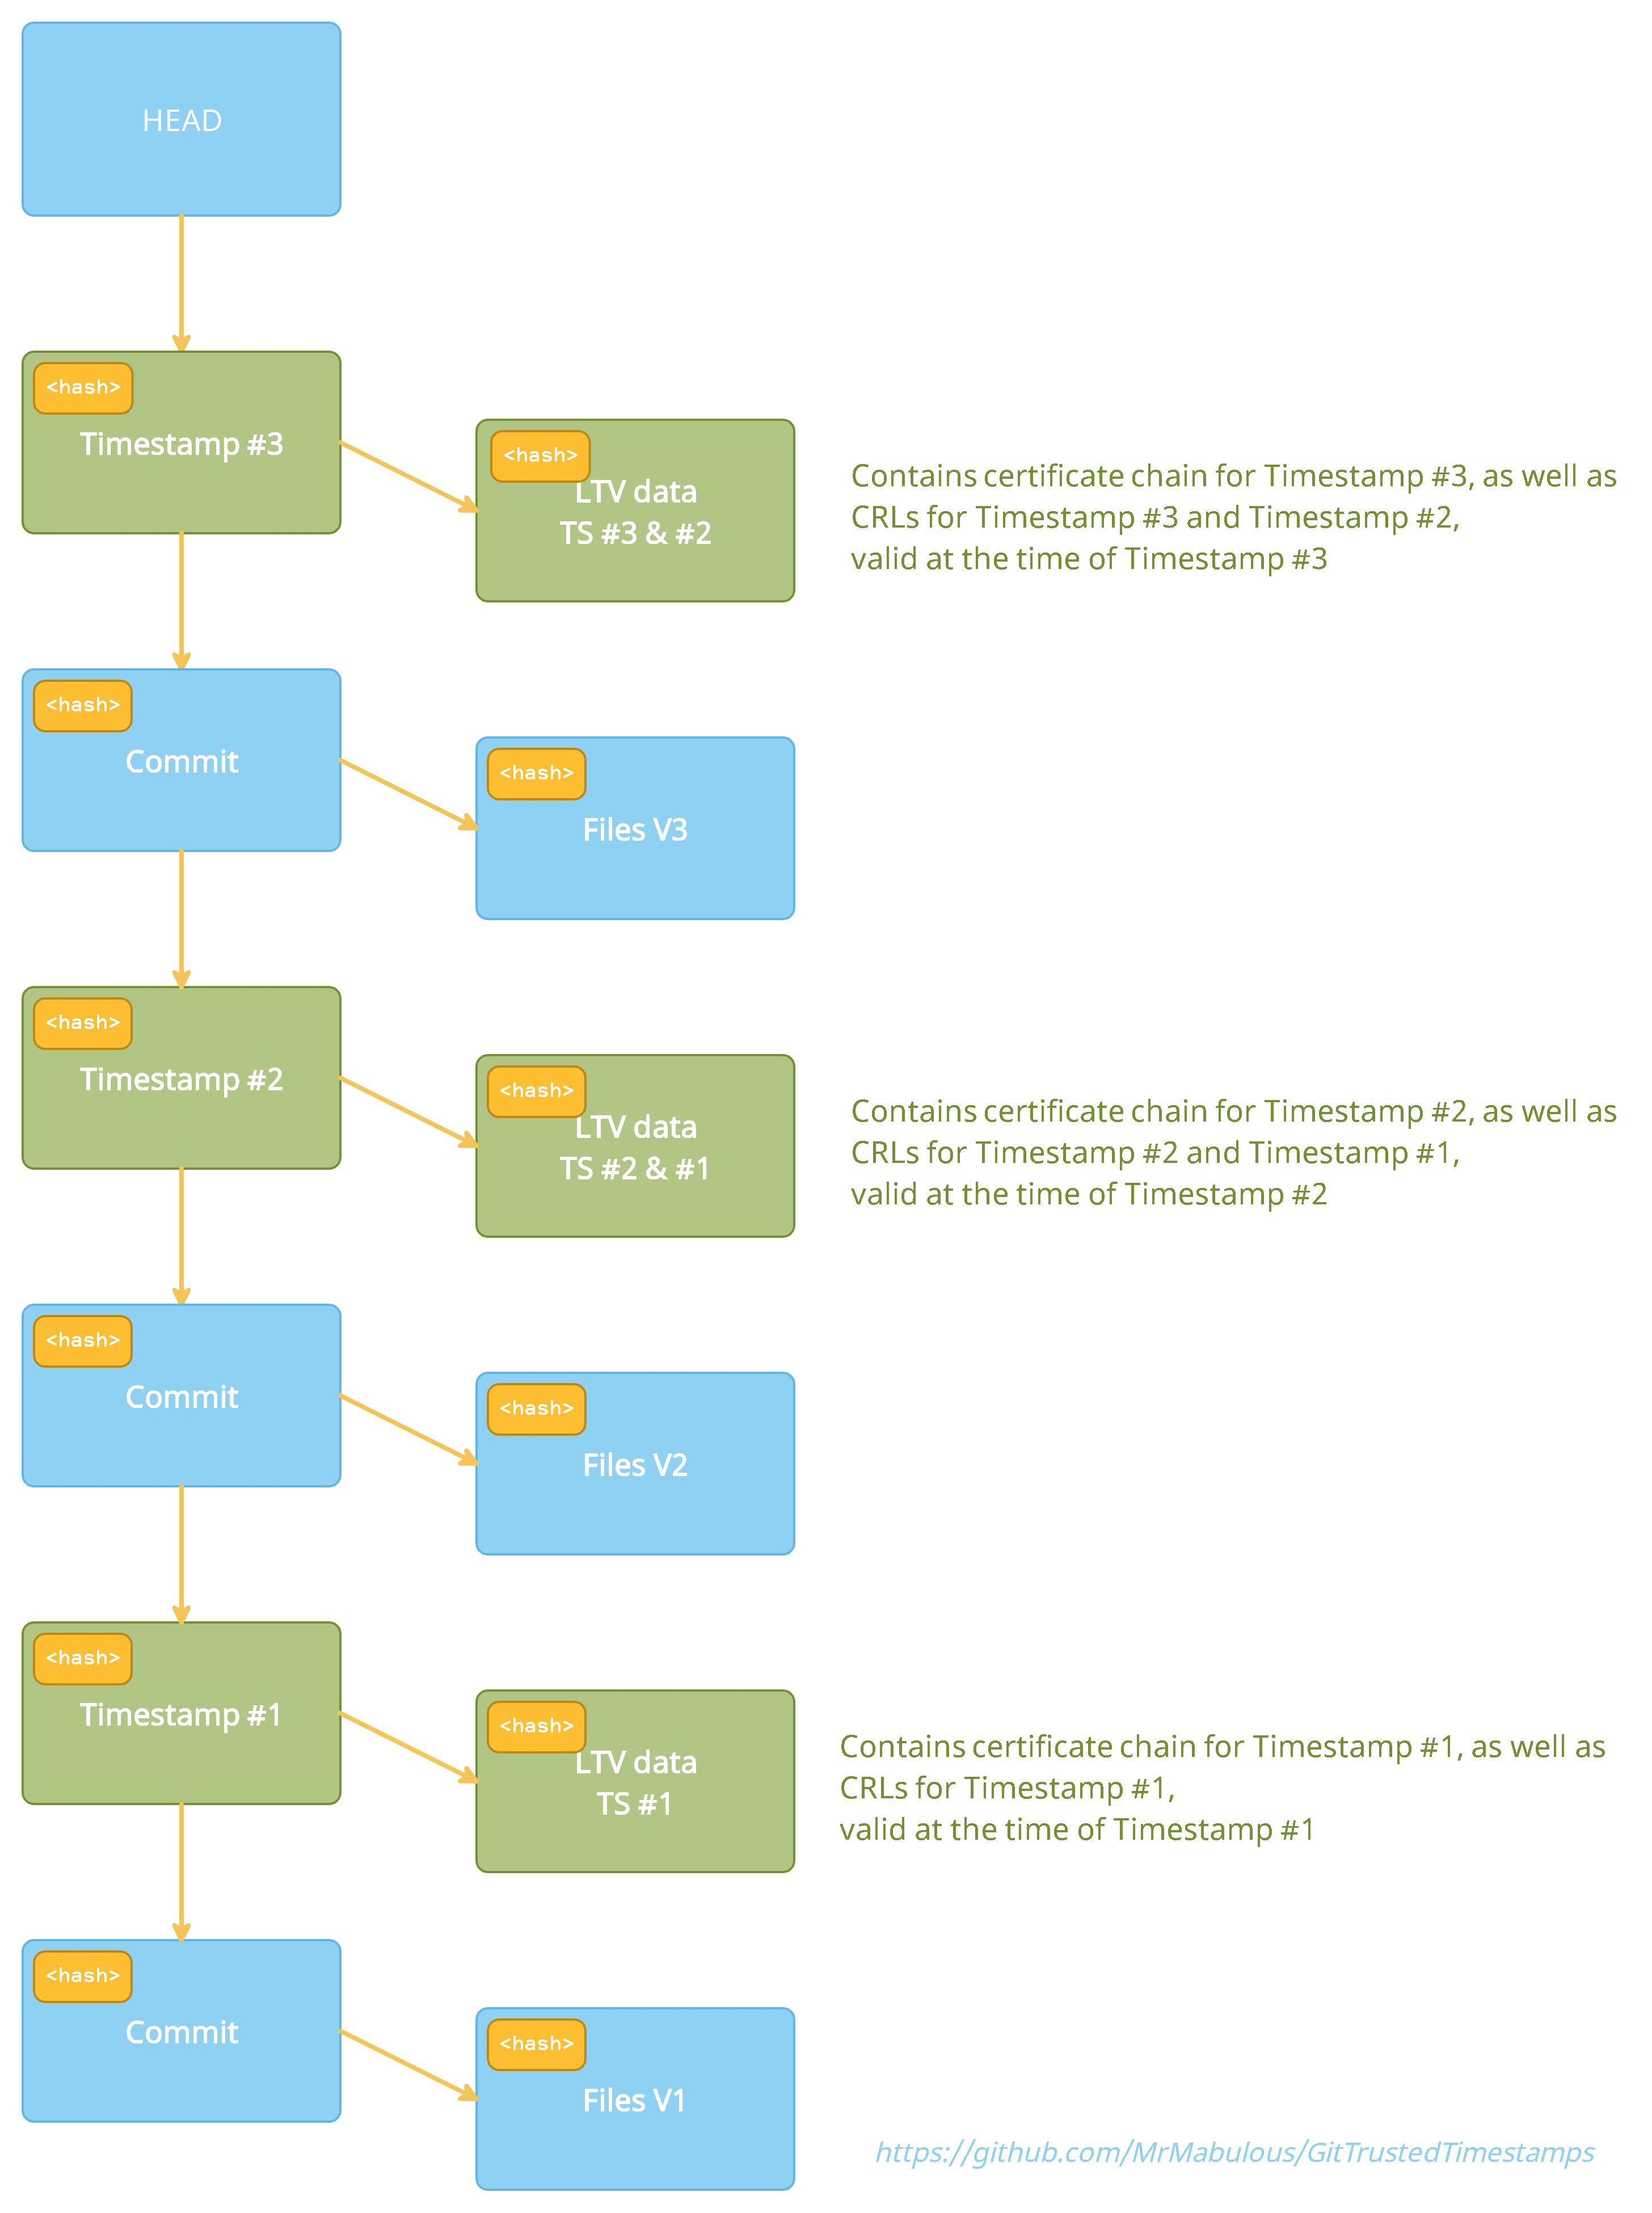 HEAD
<hash>
Timestamp #3
<hash>
LTV data
TS #3 & #2
Contains certificate chain for Timestamp #3, as well as
CRLs for Timestamp #3 and Timestamp #2,
valid at the time of Timestamp #3
<hash>
Commit
<hash>
Files V3
<hash>
Timestamp #2
<hash>
LTV data
TS #2 & #1
Contains certificate chain for Timestamp #2, as well as
CRLs for Timestamp #2 and Timestamp #1,
valid at the time of Timestamp #2
<hash>
Commit
<hash>
Files V2
<hash>
Timestamp #1
<hash>
LTV data
TS #1
Contains certificate chain for Timestamp #1, as well as
CRLs for Timestamp #1,
valid at the time of Timestamp #1
<hash>
Commit
<hash>
Files V1
https://github.com/MrMabulous/GitTrustedTimestamps